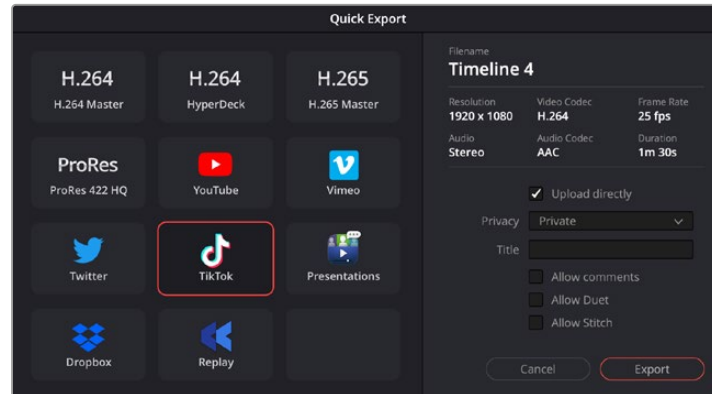 Quick Export
H.264
H.264 Master
H.264
HyperDeck
H.265
H.265 Master
ProRes
ProRes 422 HQ
YouTube
Vimeo
Twitter
TikTok
Presentations
Dropbox
Replay
Filename
Timeline 4
Resolution Video Codec Frame Rate
1920 x 1080 H.264 25 fps
Audio Audio Codec Duration
Stereo AAC 1m 30s
Upload directly
Privacy Private
Title
Allow comments
Allow Duet
Allow Stitch
Cancel Export